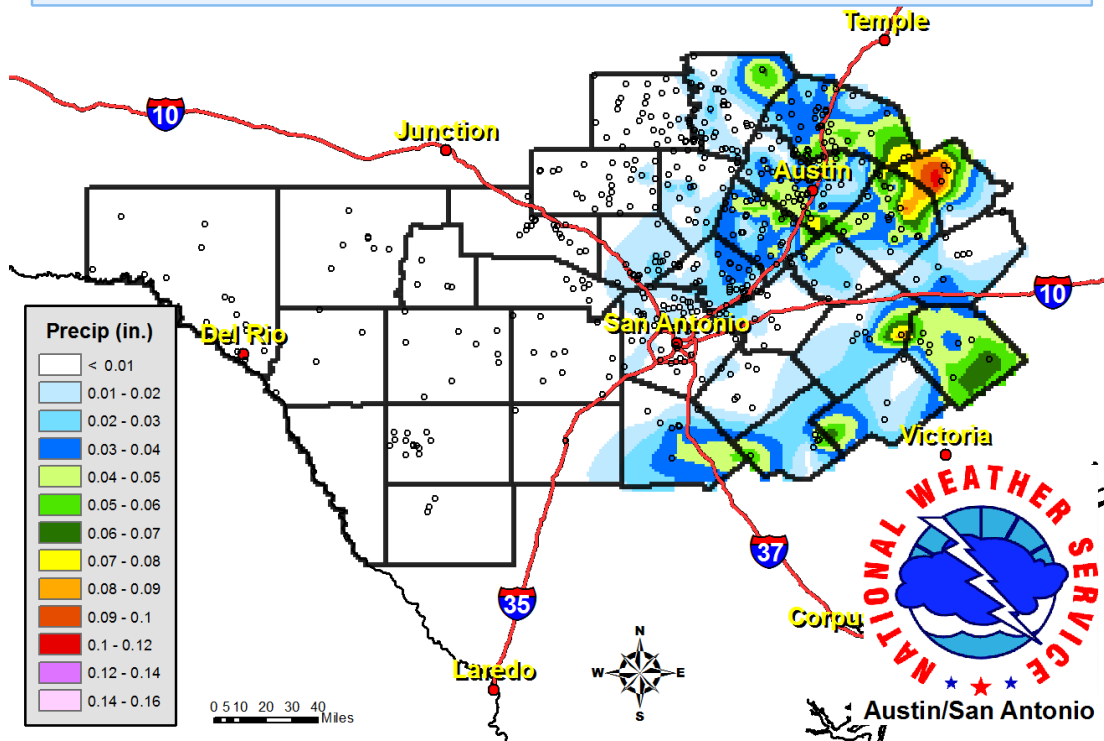 Temple
10
Junction
Austin
10
San Antonio
Del Rio
Precip (in.)
< 0.01
0.01 - 0.02
0.02 - 0.03
0.03 - 0.04
0.04 - 0.05
0.05 - 0.06
0.06 - 0.07
0.07 - 0.08
0.08 - 0.09
0.09 - 0.1
0.1 - 0.12
0.12 - 0.14
0.14 - 0.16
Victoria
NATIONAL WEATHER SERVICE
37
35
Corpu
Laredo
N
W E
S
0 5 10 20 30 40
Miles
Austin/San Antonio